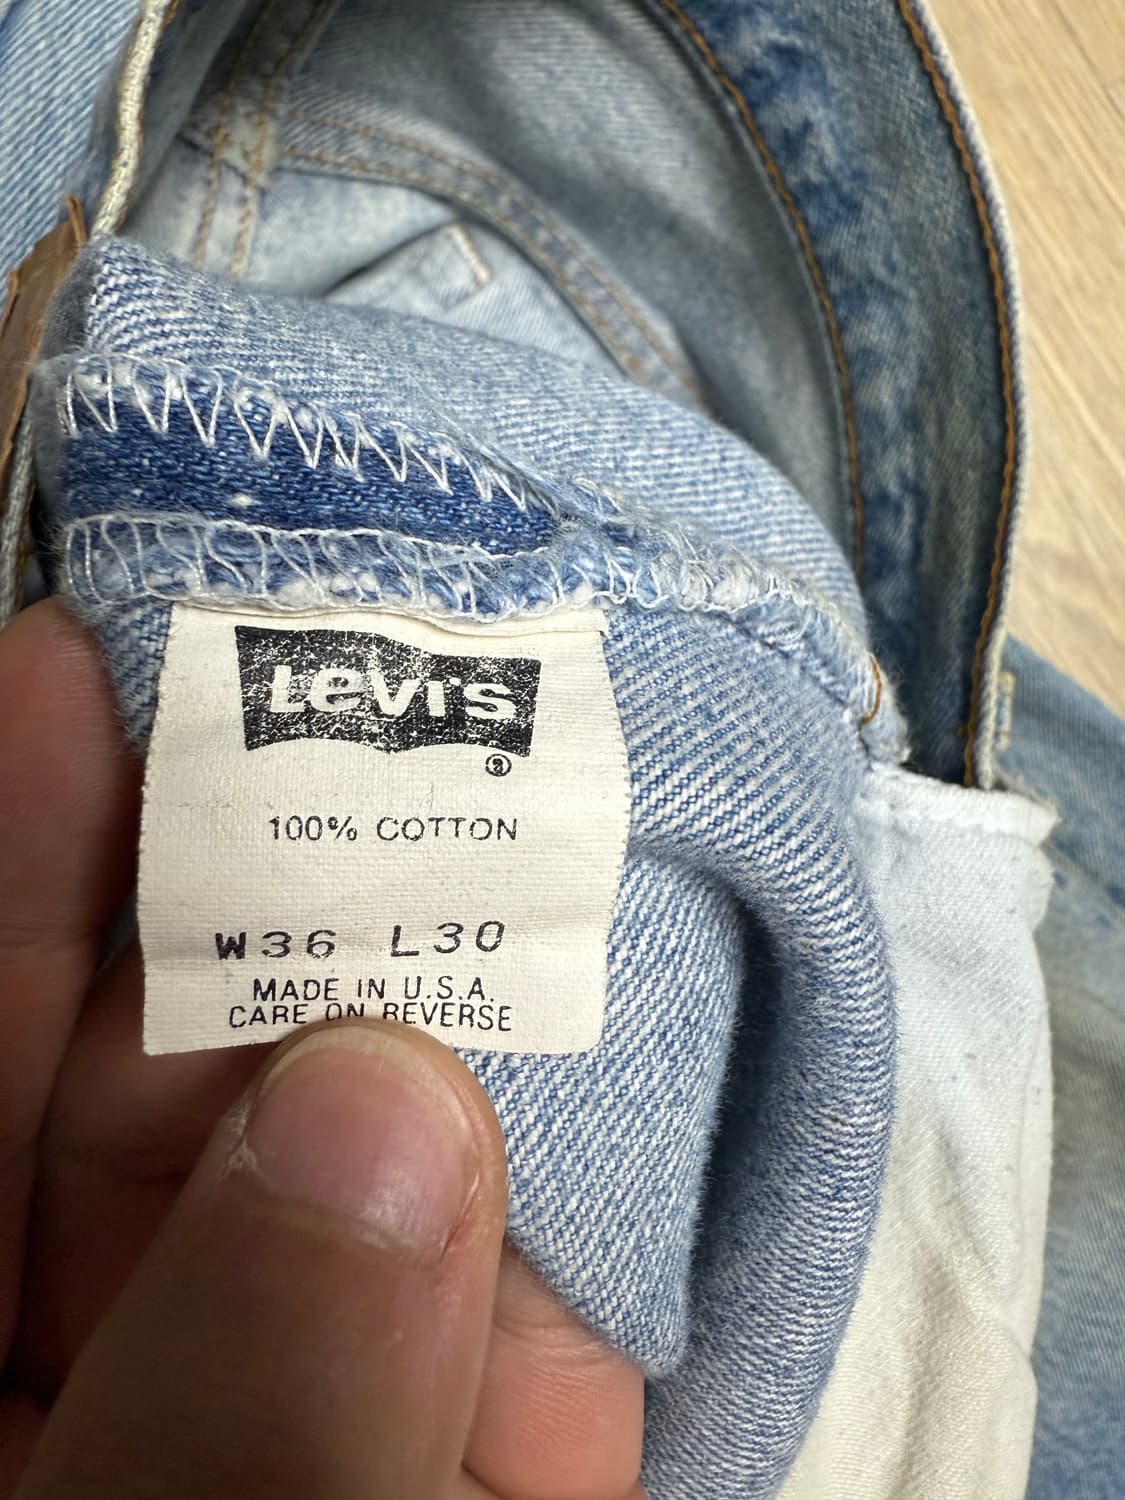 Levi's
®
100% COTTON
W36 L30
MADE IN U.S.A.
CARE ON REVERSE